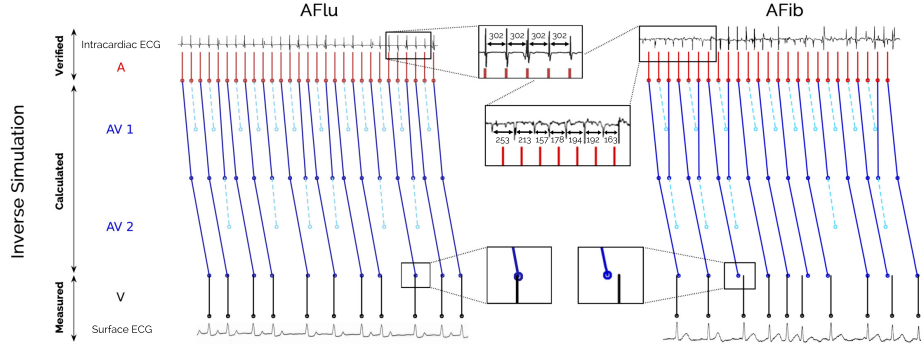 AFlu
AFib
Inverse Simulation
Verified
Calculated
Measured
Intracardiac ECG
A
AV 1
AV 2
V
Surface ECG
302 302 302 302
253 213 157 178 194 192 163